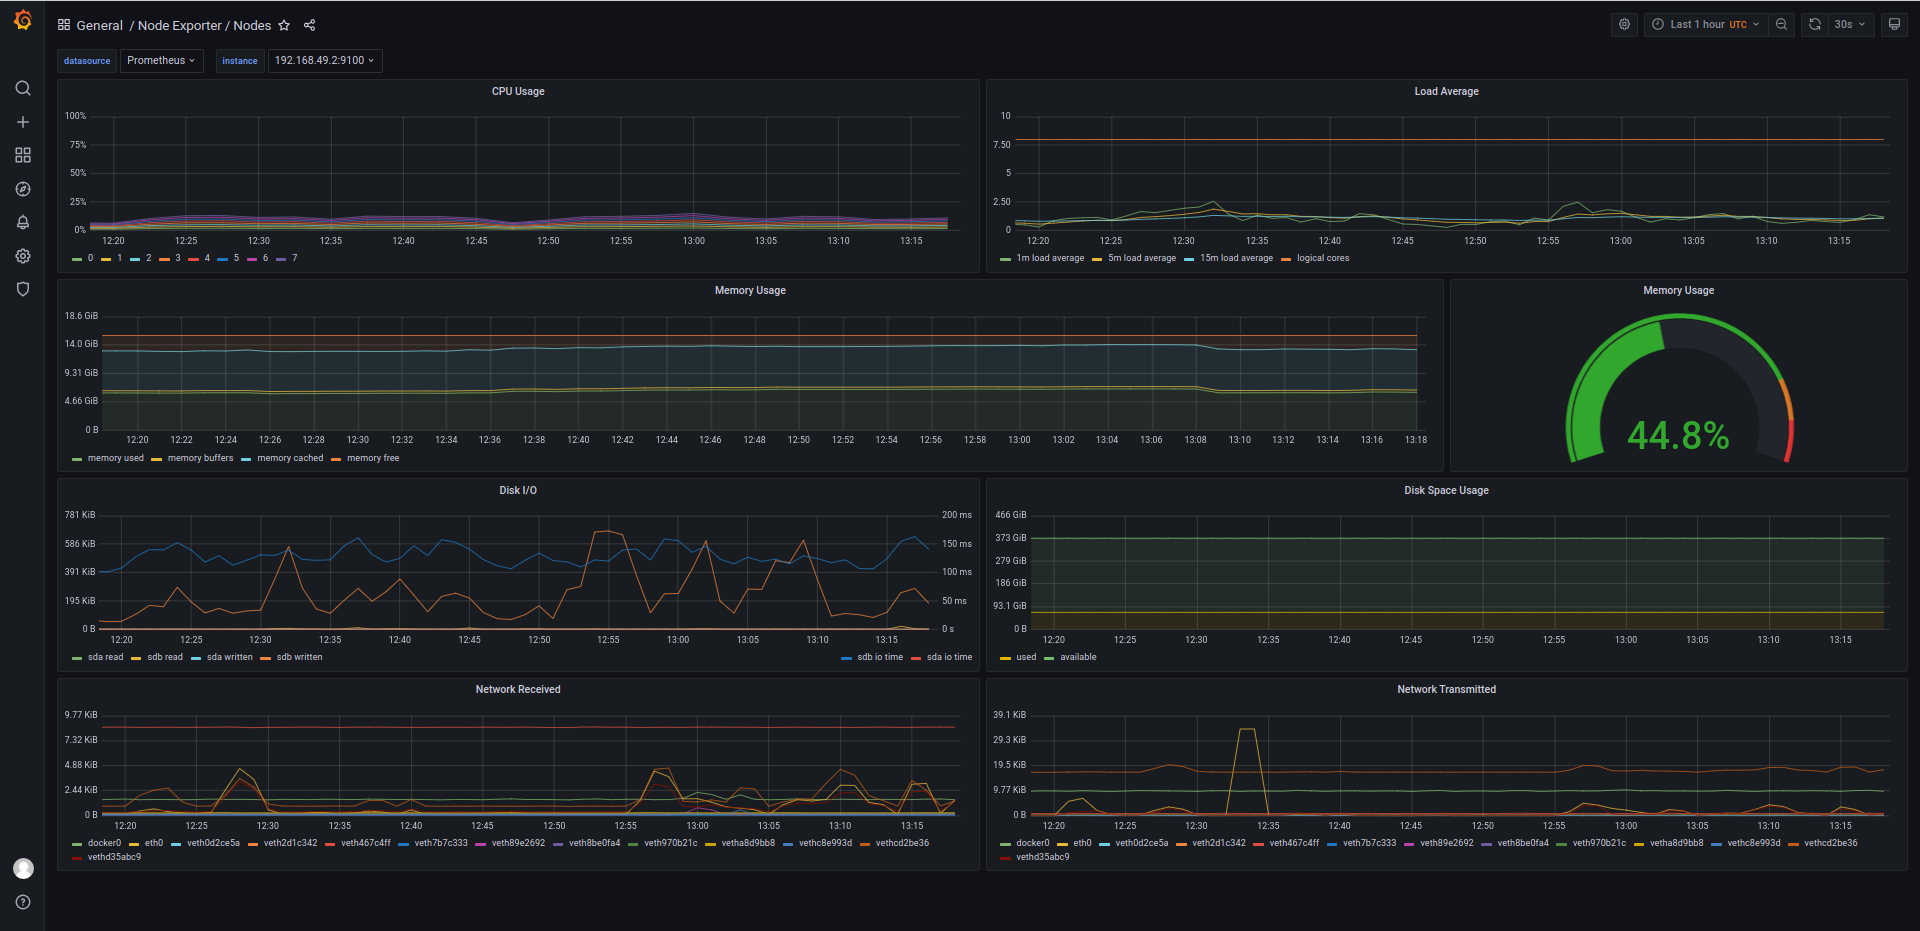 General / Node Exporter / Nodes
Last 1 hour UTC
30s
datasource Prometheus
instance 192.168.49.2:9100
CPU Usage
100%
75%
50%
25%
0%
12:20 12:25 12:30 12:35 12:40 12:45 12:50 12:55 13:00 13:05 13:10 13:15
0 1 2 3 4 5 6 7
Load Average
10
7.50
5
2.50
0
12:20 12:25 12:30 12:35 12:40 12:45 12:50 12:55 13:00 13:05 13:10 13:15
1m load average 5m load average 15m load average logical cores
Memory Usage
18.6 GiB
14.0 GiB
9.31 GiB
4.66 GiB
0 B
12:20 12:22 12:24 12:26 12:28 12:30 12:32 12:34 12:36 12:38 12:40 12:42 12:44 12:46 12:48 12:50 12:52 12:54 12:56 12:58 13:00 13:02 13:04 13:06 13:08 13:10 13:12 13:14 13:16 13:18
memory used memory buffers memory cached memory free
Memory Usage
44.8%
Disk I/O
781 KiB
586 KiB
391 KiB
195 KiB
0 B
200 ms
150 ms
100 ms
50 ms
0 s
12:20 12:25 12:30 12:35 12:40 12:45 12:50 12:55 13:00 13:05 13:10 13:15
sda read sdb read sda written sdb written sdb io time sda io time
Disk Space Usage
466 GiB
373 GiB
279 GiB
186 GiB
93.1 GiB
0 B
12:20 12:25 12:30 12:35 12:40 12:45 12:50 12:55 13:00 13:05 13:10 13:15
used available
Network Received
9.77 KiB
7.32 KiB
4.88 KiB
2.44 KiB
0 B
12:20 12:25 12:30 12:35 12:40 12:45 12:50 12:55 13:00 13:05 13:10 13:15
docker0 eth0 veth0d2ce5a veth2d1c342 veth467c4ff veth7b7c333 veth89e2692 veth8be0fa4 veth970b21c vetha8d9bb8 vethc8e993d vethcd2be36
vethd35abc9
Network Transmitted
39.1 KiB
29.3 KiB
19.5 KiB
9.77 KiB
0 B
12:20 12:25 12:30 12:35 12:40 12:45 12:50 12:55 13:00 13:05 13:10 13:15
docker0 eth0 veth0d2ce5a veth2d1c342 veth467c4ff veth7b7c333 veth89e2692 veth8be0fa4 veth970b21c vetha8d9bb8 vethc8e993d vethcd2be36
vethd35abc9